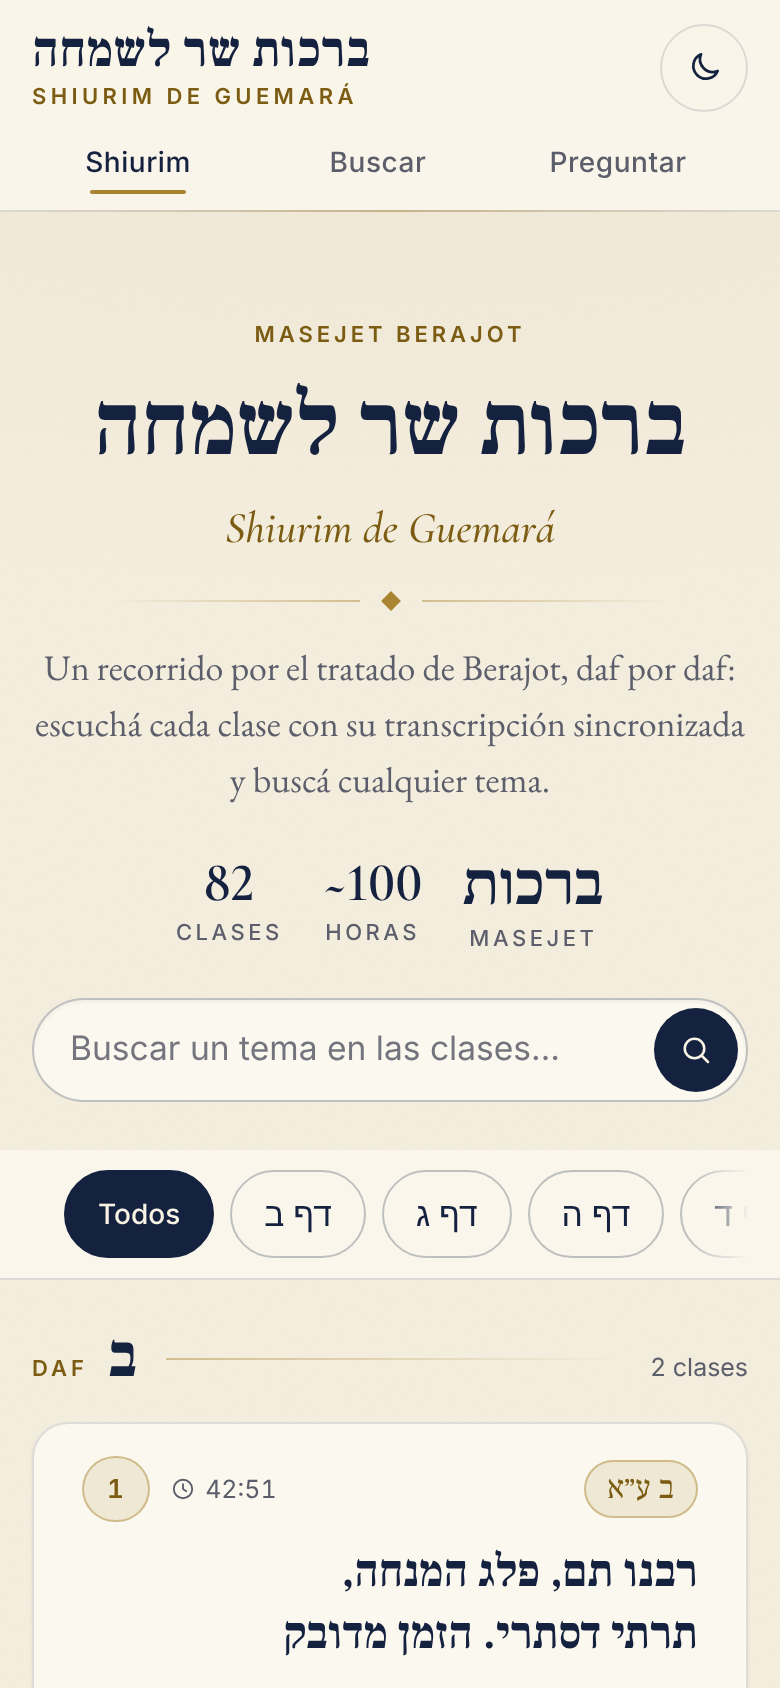 ברכות שר לשמחה
SHIURIM DE GUEMARÁ
Shiurim Buscar Preguntar
MASEJET BERAJOT
ברכות שר לשמחה
Shiurim de Guemará
Un recorrido por el tratado de Berajot, daf por daf:
escuchá cada clase con su transcripción sincronizada
y buscá cualquier tema.
82 ~100 ברכות
CLASES HORAS MASEJET
Buscar un tema en las clases...
Todos דף ב דף ג דף ה
DAF ב 2 clases
1 42:51 ב ע״א
רבנו תם, פלג המנחה,
תרתי דסתרי. הזמן מדובק